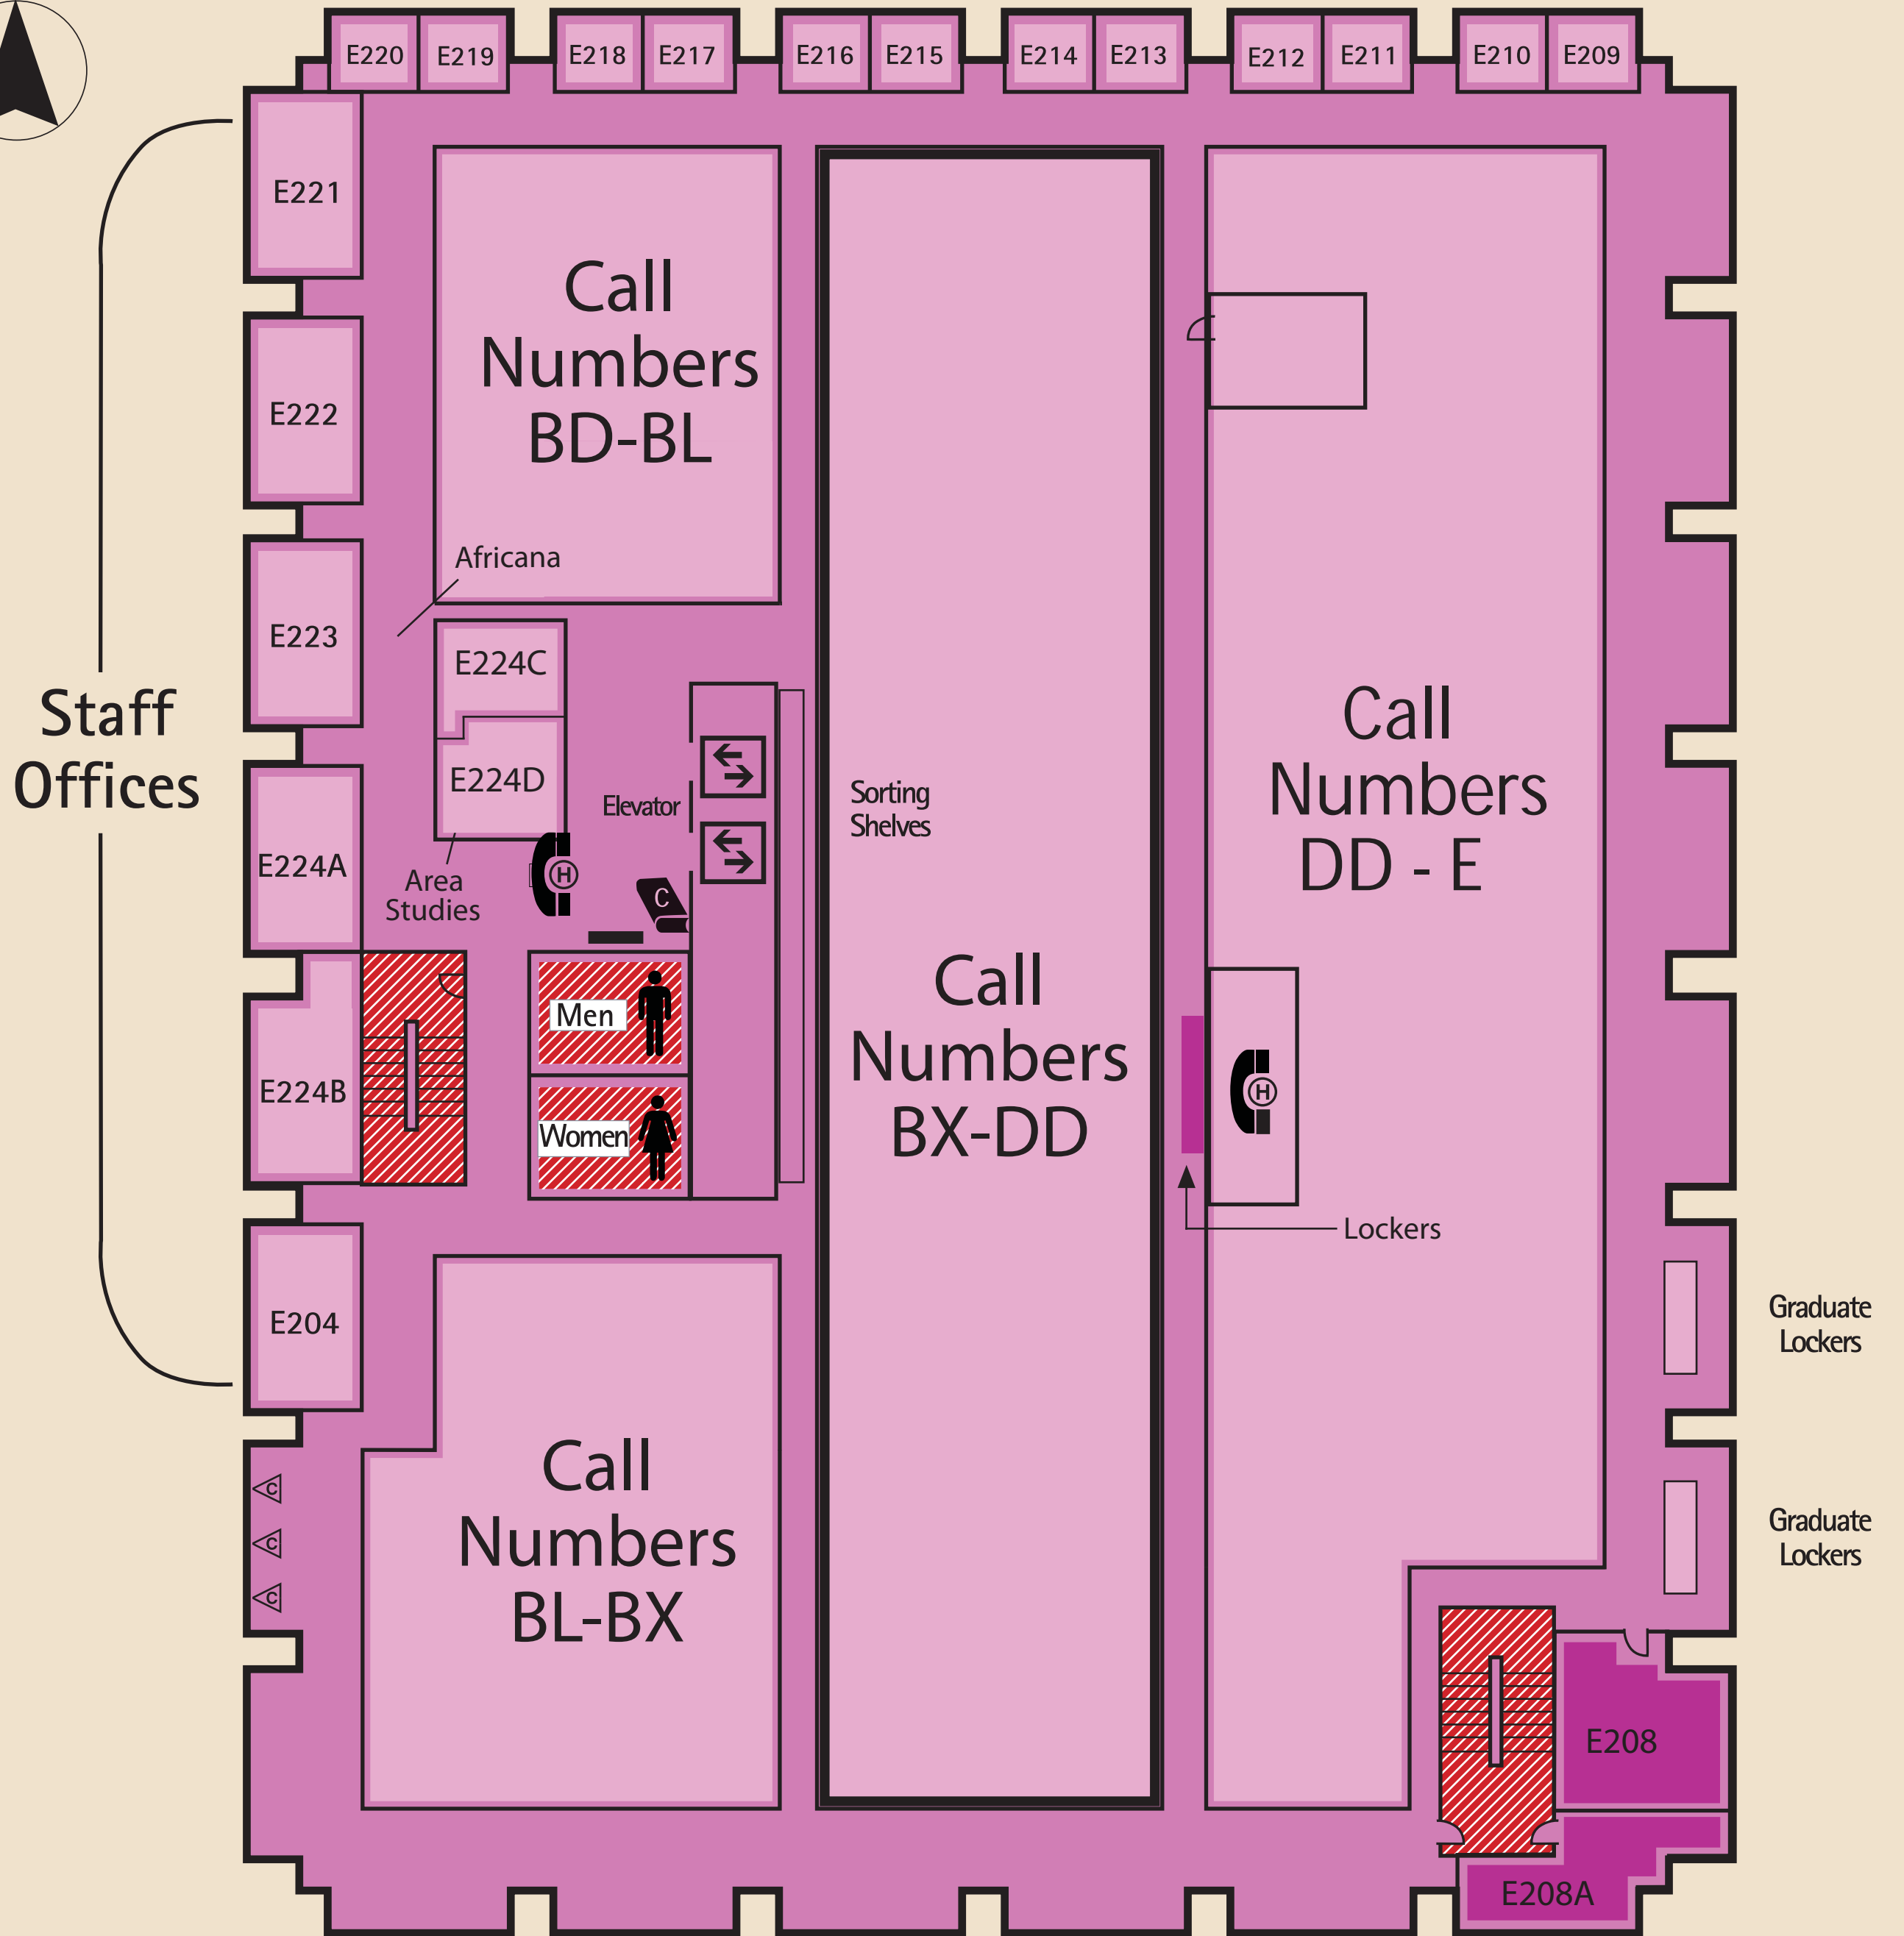 E220 E219 E218 E217 E216 E215 E214 E213 E212 E211 E210 E209
E221
Call
Numbers
BD-BL
E222
Africana
E223
E224C
Staff
Offices
E224D
Elevator
Sorting
Shelves
Call
Numbers
DD - E
E224A
Area
Studies
H
C
Call
Numbers
BX-DD
Men
Women
E224B
H
Lockers
E204
Graduate
Lockers
Call
Numbers
BL-BX
C
C
C
Graduate
Lockers
E208
E208A